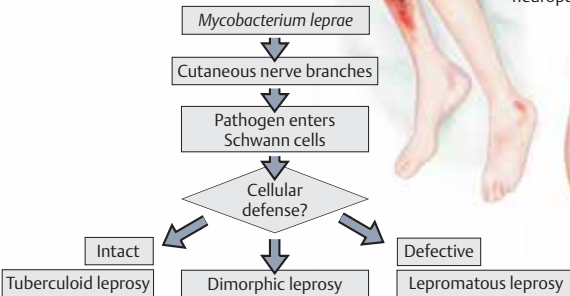 Mycobacterium leprae
Cutaneous nerve branches
Pathogen enters
Schwann cells
Cellular
defense?
Intact
Defective
Tuberculoid leprosy
Dimorphic leprosy
Lepromatous leprosy